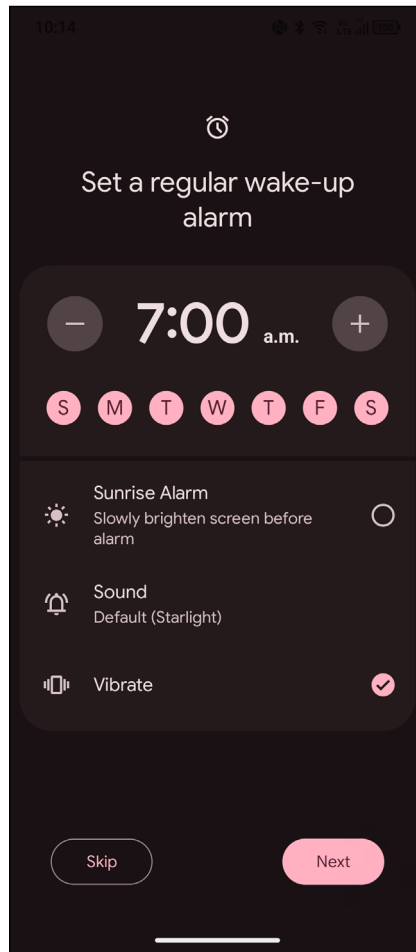 10:14
Set a regular wake-up
alarm
7:00 a.m.
S M T W T F S
Sunrise Alarm
Slowly brighten screen before
alarm
Sound
Default (Starlight)
Vibrate
Skip
Next